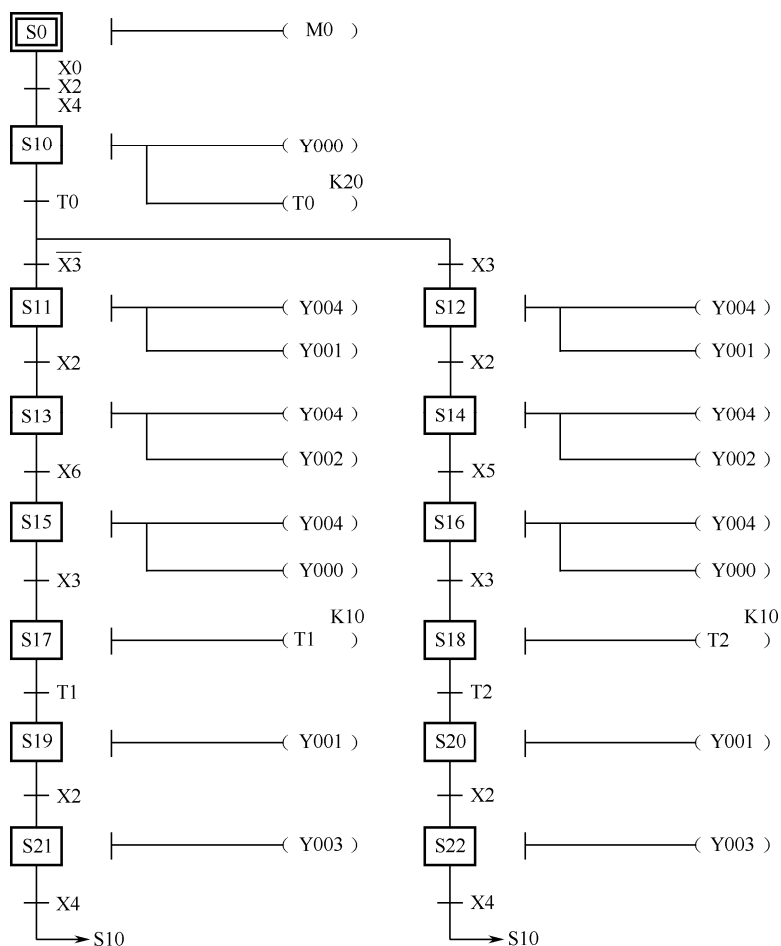 S0 ( M0 )
X0
X2
X4
S10 ( Y000 )
K20
T0 ( T0 )
X3 X3
S11 ( Y004 ) S12 ( Y004 )
( Y001 ) ( Y001 )
X2 X2
S13 ( Y004 ) S14 ( Y004 )
( Y002 ) ( Y002 )
X6 X5
S15 ( Y004 ) S16 ( Y004 )
( Y000 ) ( Y000 )
X3 X3
K10 K10
S17 ( T1 ) S18 ( T2 )
T1 T2
S19 ( Y001 ) S20 ( Y001 )
X2 X2
S21 ( Y003 ) S22 ( Y003 )
X4 X4
S10 S10